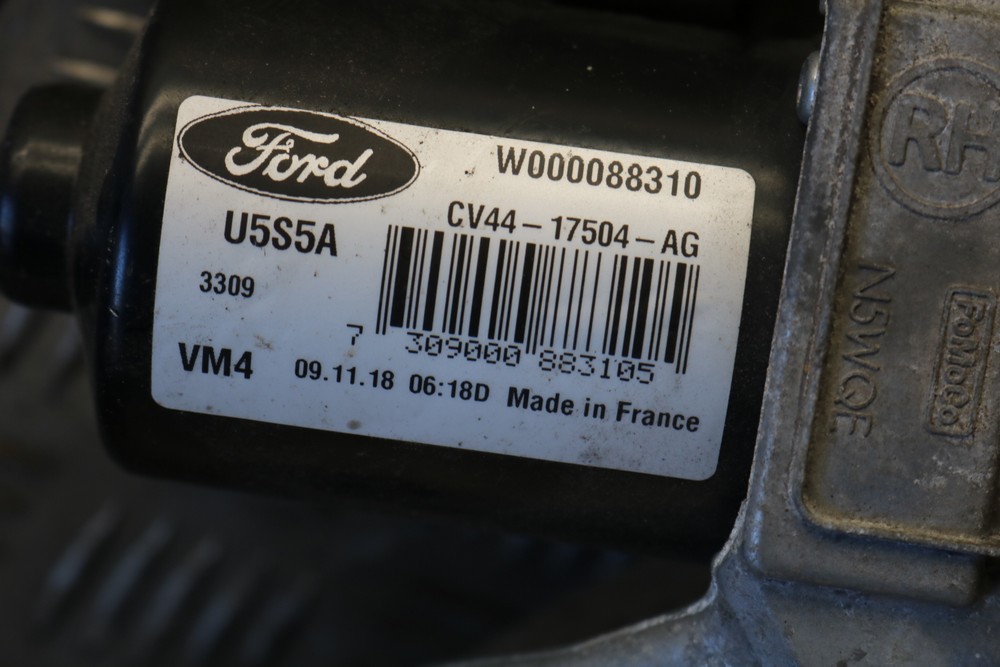 Ford
W000088310
U5S5A
CV44-17504-AG
3309
7 309000 883105
VM4
09.11.18 06:18D Made in France
RH
N5WQF
FoMoCo